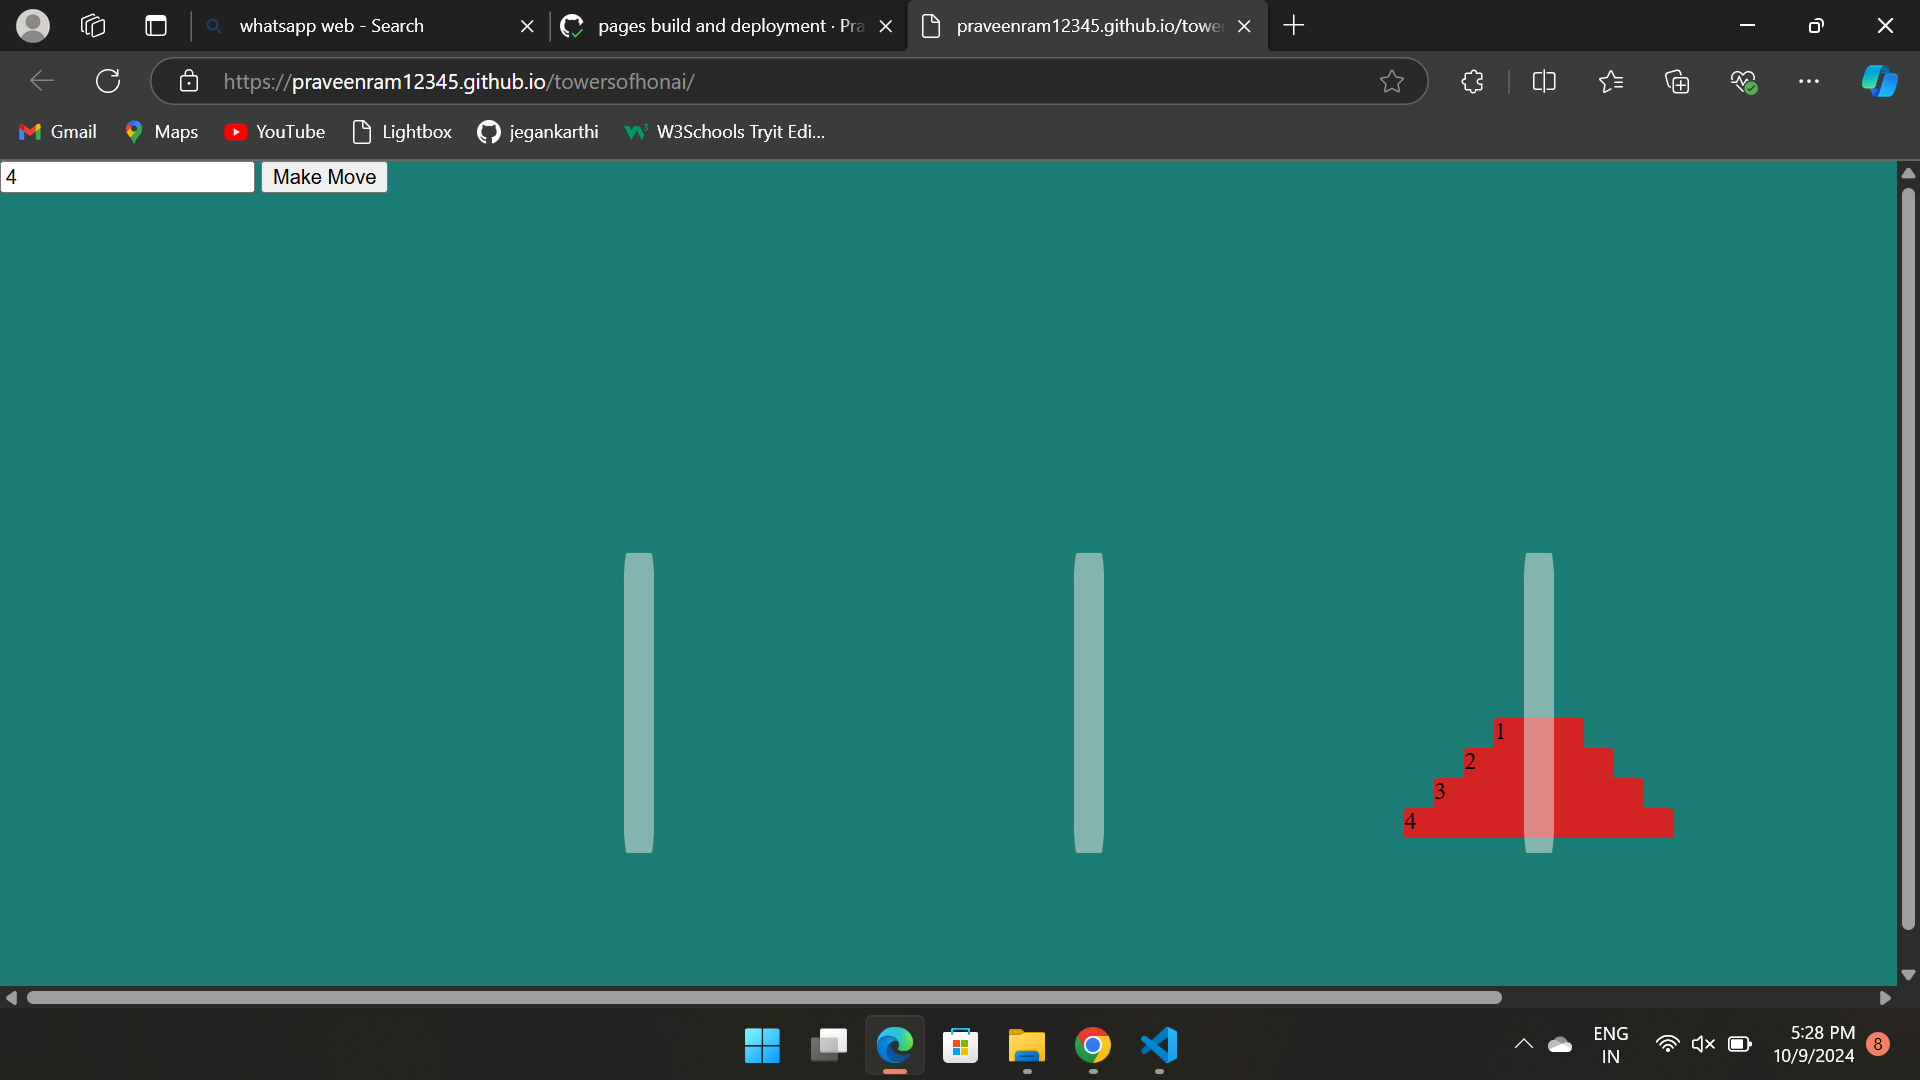 whatsapp web - Search
pages build and deployment · Pra
praveenram12345.github.io/tower
https://praveenram12345.github.io/towersofhonai/
Gmail
Maps
YouTube
Lightbox
jegankarthi
W3Schools Tryit Edi...
4
Make Move
1
2
3
4
ENG
IN
5:28 PM
10/9/2024
8